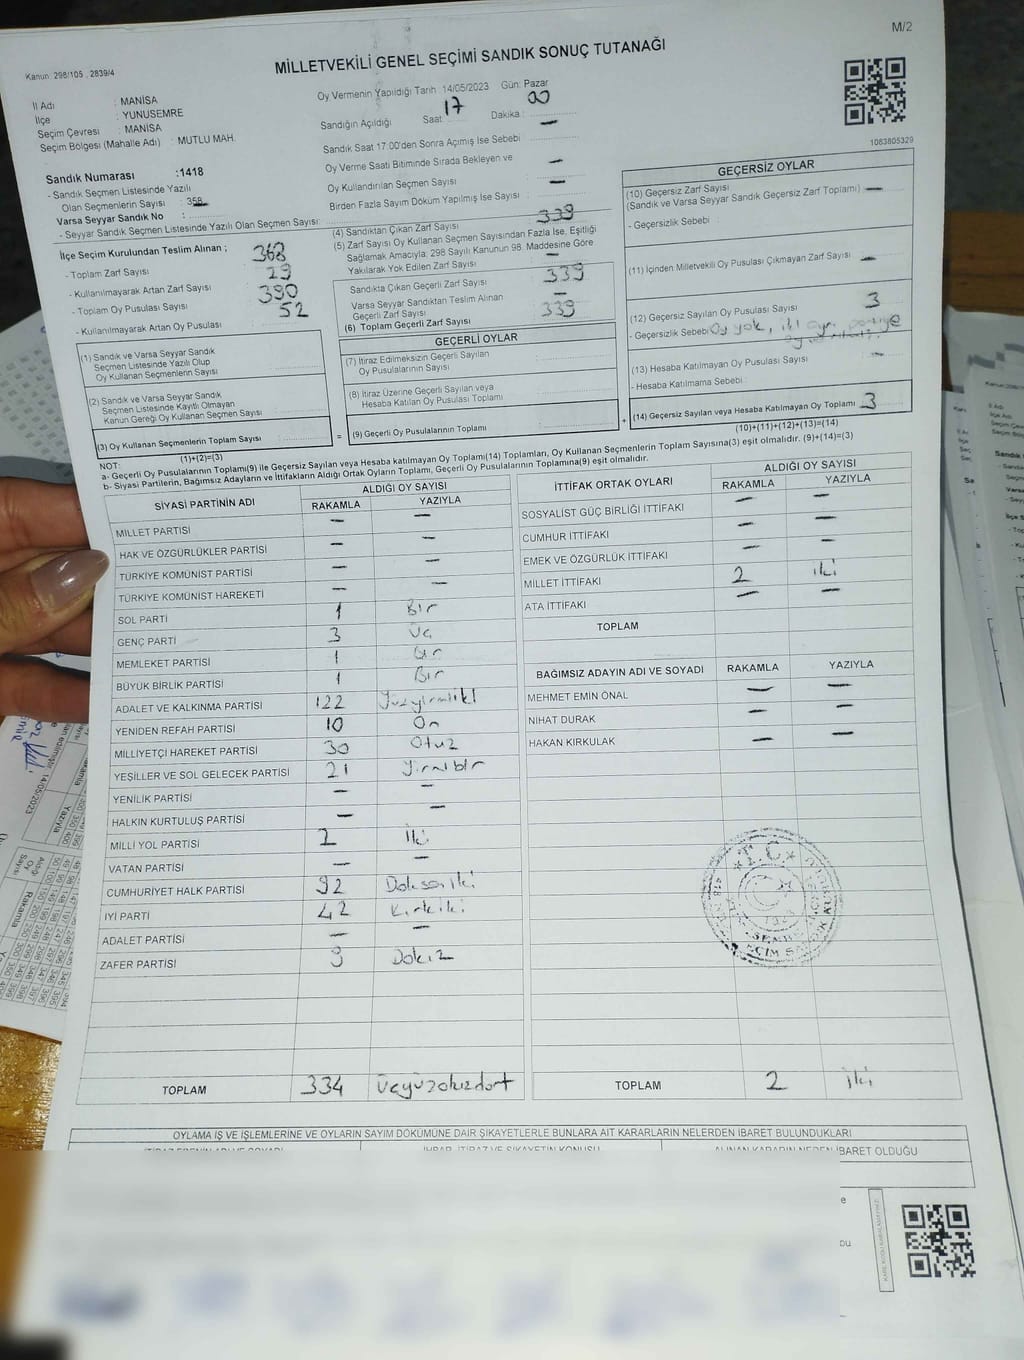 M/2
Kanun: 298/105 , 2839/4
MİLLETVEKİLİ GENEL SEÇİMİ SANDIK SONUÇ TUTANAĞI
İl Adı : MANİSA
İlçe : YUNUSEMRE
Seçim Çevresi : MANİSA
Seçim Bölgesi (Mahalle Adı) : MUTLU MAH.
Sandık Numarası :1418
- Sandık Seçmen Listesinde Yazılı
Olan Seçmenlerin Sayısı : 358
Varsa Seyyar Sandık No :
- Seyyar Sandık Seçmen Listesinde Yazılı Olan Seçmen Sayısı:
Oy Vermenin Yapıldığı Tarih :14/05/2023 Gün: Pazar
Sandığın Açıldığı Saat : 17 Dakika : 00
Sandık Saat 17:00'den Sonra Açımış İse Sebebi —
Oy Verme Saati Bitiminde Sırada Bekleyen ve
Oy Kullandırılan Seçmen Sayısı —
Birden Fazla Sayım Döküm Yapılmış İse Sayısı —
1083805329
İlçe Seçim Kurulundan Teslim Alınan ;
- Toplam Zarf Sayısı : 368
- Kullanılmayarak Artan Zarf Sayısı : 29
- Toplam Oy Pusulası Sayısı : 390
- Kullanılmayarak Artan Oy Pusulası : 52
(4) Sandıktan Çıkan Zarf Sayısı : 339
(5) Zarf Sayısı Oy Kullanan Seçmen Sayısından Fazla İse, Eşitliği
Sağlamak Amacıyla, 298 Sayılı Kanunun 98. Maddesine Göre
Yakılarak Yok Edilen Zarf Sayısı : —
Sandıkta Çıkan Geçerli Zarf Sayısı : 339
Varsa Seyyar Sandıktan Teslim Alınan
Geçerli Zarf Sayısı : —
(6) Toplam Geçerli Zarf Sayısı : 339
GEÇERSİZ OYLAR
(10) Geçersiz Zarf Sayısı
(Sandık ve Varsa Seyyar Sandık Geçersiz Zarf Toplamı) : —
- Geçersizlik Sebebi :
(11) İçinden Milletvekili Oy Pusulası Çıkmayan Zarf Sayısı : —
(12) Geçersiz Sayılan Oy Pusulası Sayısı : 3
- Geçersizlik Sebebi : Oy yok, iki ayrı partiye
(13) Hesaba Katılmayan Oy Pusulası Sayısı : —
- Hesaba Katılmama Sebebi :
(14) Geçersiz Sayılan veya Hesaba Katılmayan Oy Toplamı : 3
(10)+(11)+(12)+(13)=(14)
(1) Sandık ve Varsa Seyyar Sandık
Seçmen Listesinde Yazılı Olup
Oy Kullanan Seçmenlerin Sayısı :
(2) Sandık ve Varsa Seyyar Sandık
Seçmen Listesinde Kayıtlı Olmayan
Kanun Gereği Oy Kullanan Seçmen Sayısı :
(3) Oy Kullanan Seçmenlerin Toplam Sayısı :
(1)+(2)=(3)
=
GEÇERLİ OYLAR
(7) İtiraz Edilmeksizin Geçerli Sayılan
Oy Pusulalarının Sayısı :
(8) İtiraz Üzerine Geçerli Sayılan veya
Hesaba Katılan Oy Pusulası Toplamı :
(9) Geçerli Oy Pusulalarının Toplamı :
+
NOT:
a- Geçerli Oy Pusulalarının Toplamı(9) ile Geçersiz Sayılan veya Hesaba katılmayan Oy Toplamı(14) Toplamları, Oy Kullanan Seçmenlerin Toplam Sayısına(3) eşit olmalıdır. (9)+(14)=(3)
b- Siyasi Partilerin, Bağımsız Adayların ve İttifakların Aldığı Ortak Oyların Toplamı, Geçerli Oy Pusulalarının Toplamına(9) eşit olmalıdır.
SİYASİ PARTİNİN ADI ALDIĞI OY SAYISI
RAKAMLA YAZIYLA
MİLLET PARTİSİ — —
HAK VE ÖZGÜRLÜKLER PARTİSİ — —
TÜRKİYE KOMÜNİST PARTİSİ — —
TÜRKİYE KOMÜNİST HAREKETİ — —
SOL PARTİ 1 Bir
GENÇ PARTİ 3 Üç
MEMLEKET PARTİSİ 1 Bir
BÜYÜK BİRLİK PARTİSİ 1 Bir
ADALET VE KALKINMA PARTİSİ 122 Yüzyirmiiki
YENİDEN REFAH PARTİSİ 10 On
MİLLİYETÇİ HAREKET PARTİSİ 30 Otuz
YEŞİLLER VE SOL GELECEK PARTİSİ 21 Yirmibir
YENİLİK PARTİSİ — —
HALKIN KURTULUŞ PARTİSİ — —
MİLLİ YOL PARTİSİ 2 İki
VATAN PARTİSİ — —
CUMHURİYET HALK PARTİSİ 92 Doksaniki
İYİ PARTİ 42 Kırkiki
ADALET PARTİSİ — —
ZAFER PARTİSİ 9 Dokuz
TOPLAM 334 üçyüzotuzdört
İTTİFAK ORTAK OYLARI ALDIĞI OY SAYISI
RAKAMLA YAZIYLA
SOSYALİST GÜÇ BİRLİĞİ İTTİFAKI — —
CUMHUR İTTİFAKI — —
EMEK VE ÖZGÜRLÜK İTTİFAKI — —
MİLLET İTTİFAKI 2 iki
ATA İTTİFAKI — —
TOPLAM
BAĞIMSIZ ADAYIN ADI VE SOYADI RAKAMLA YAZIYLA
MEHMET EMİN ÖNAL — —
NİHAT DURAK — —
HAKAN KIRKULAK — —
T.C.
1923
TOPLAM 2 iki
OYLAMA İŞ VE İŞLEMLERİNE VE OYLARIN SAYIM DÖKÜMÜNE DAİR ŞİKAYETLERLE BUNLARA AİT KARARLARIN NELERDEN İBARET BULUNDUKLARI
İTİRAZ EDENİN ADI VE SOYADI İHBAR, İTİRAZ VE ŞİKAYETİN KONUSU ALINAN KARARIN NEDEN İBARET OLDUĞU